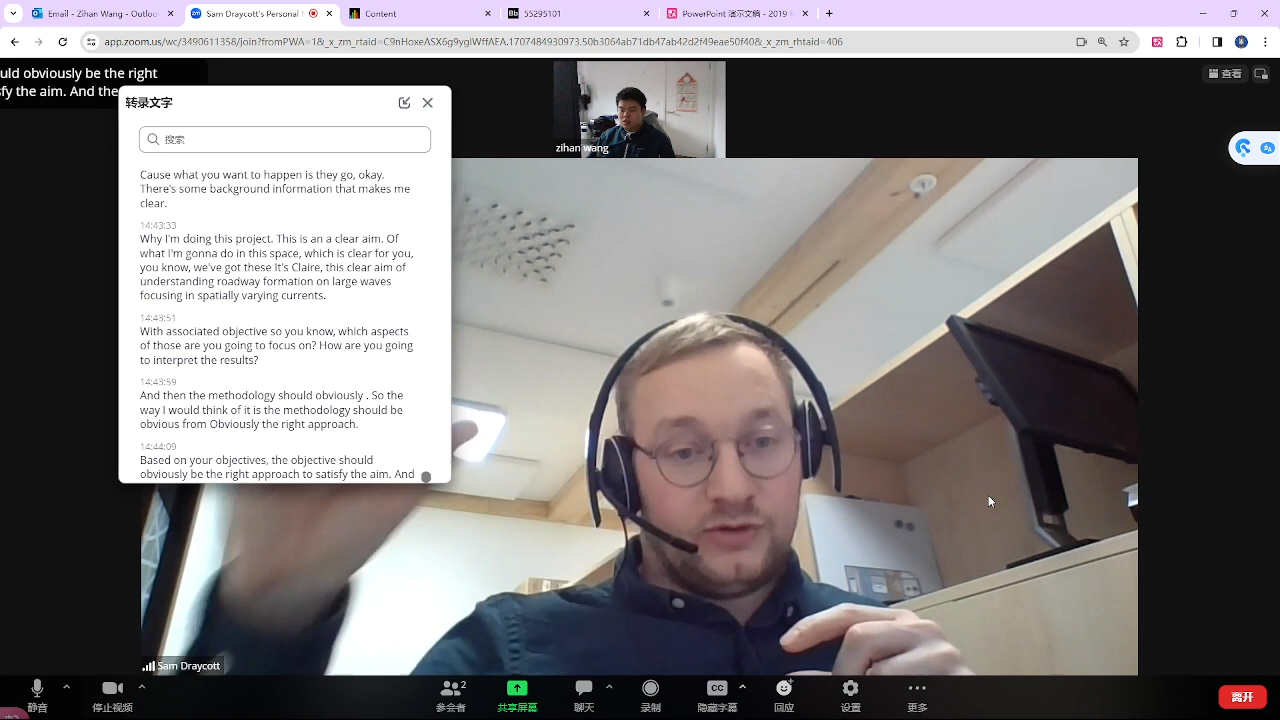 Email - Zihan Wang - Outlo
Sam Draycott's Personal
Content
55295101
PowerPoint 演示文稿 - 2019
app.zoom.us/wc/3490611358/join?fromPWA=1&_x_zm_rtaid=C9nHoxeASX6g9ygIWffAEA.1707484930973.50b3064ab71db47ab42d2f49eae50f40&_x_zm_rhtaid=406
uld obviously be the right
sfy the aim. And the
查看
转录文字
搜索
zihan wang
Cause what you want to happen is they go, okay.
There's some background information that makes me
clear.
14:43:33
Why I'm doing this project. This is an a clear aim. Of
what I'm gonna do in this space, which is clear for you,
you know, we've got these It's Claire, this clear aim of
understanding roadway formation on large waves
focusing in spatially varying currents.
14:43:51
With associated objective so you know, which aspects
of those are you going to focus on? How are you going
to interpret the results?
14:43:59
And then the methodology should obviously . So the
way I would think of it is the methodology should be
obvious from Obviously the right approach.
14:44:09
Based on your objectives, the objective should
obviously be the right approach to satisfy the aim. And
Sam Draycott
静音
停止视频
2
参会者
共享屏幕
聊天
录制
CC
隐藏字幕
回应
设置
更多
离开